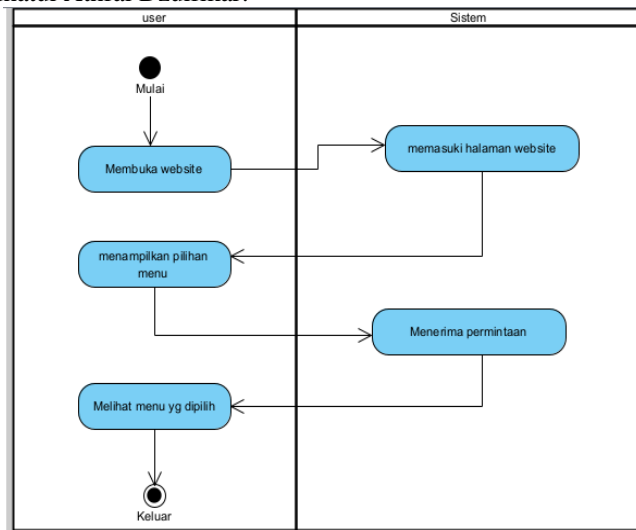 user
Sistem
Mulai
Membuka website
memasuki halaman website
menampilkan pilihan
menu
Menerima permintaan
Melihat menu yg dipilih
Keluar